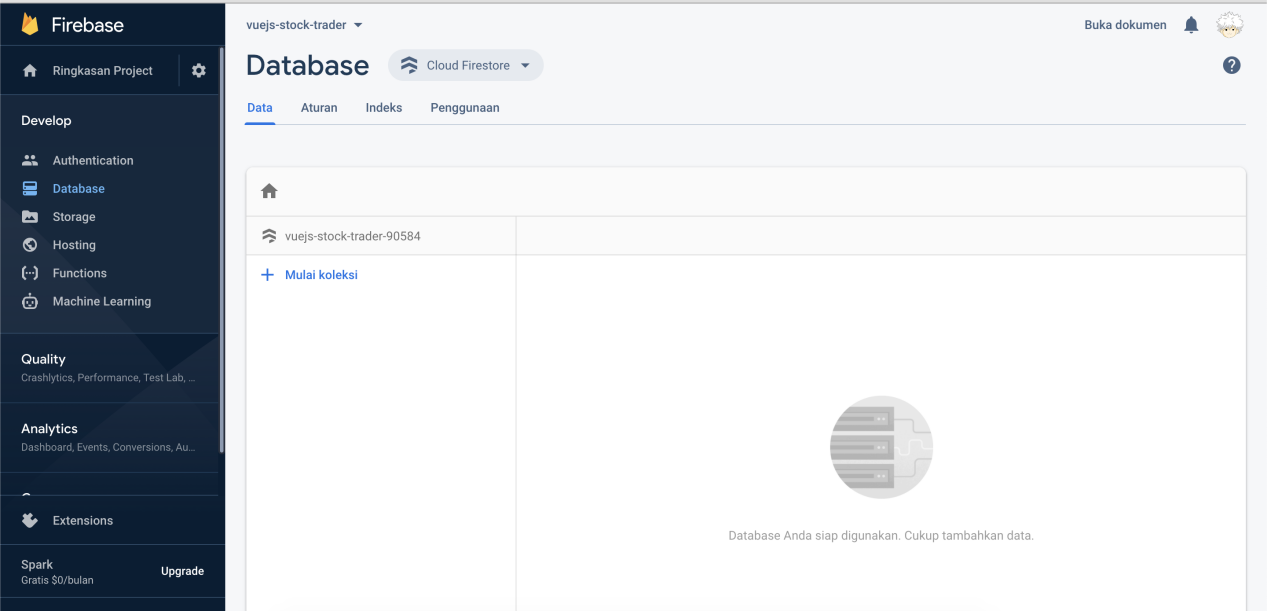 Firebase
Ringkasan Project
Develop
Authentication
Database
Storage
Hosting
Functions
Machine Learning
Quality
Crashlytics, Performance, Test Lab, ...
Analytics
Dashboard, Events, Conversions, Au...
Extensions
Spark
Gratis $0/bulan
Upgrade
vuejs-stock-trader
Buka dokumen
Database
Cloud Firestore
Data Aturan Indeks Penggunaan
vuejs-stock-trader-90584
Mulai koleksi
Database Anda siap digunakan. Cukup tambahkan data.